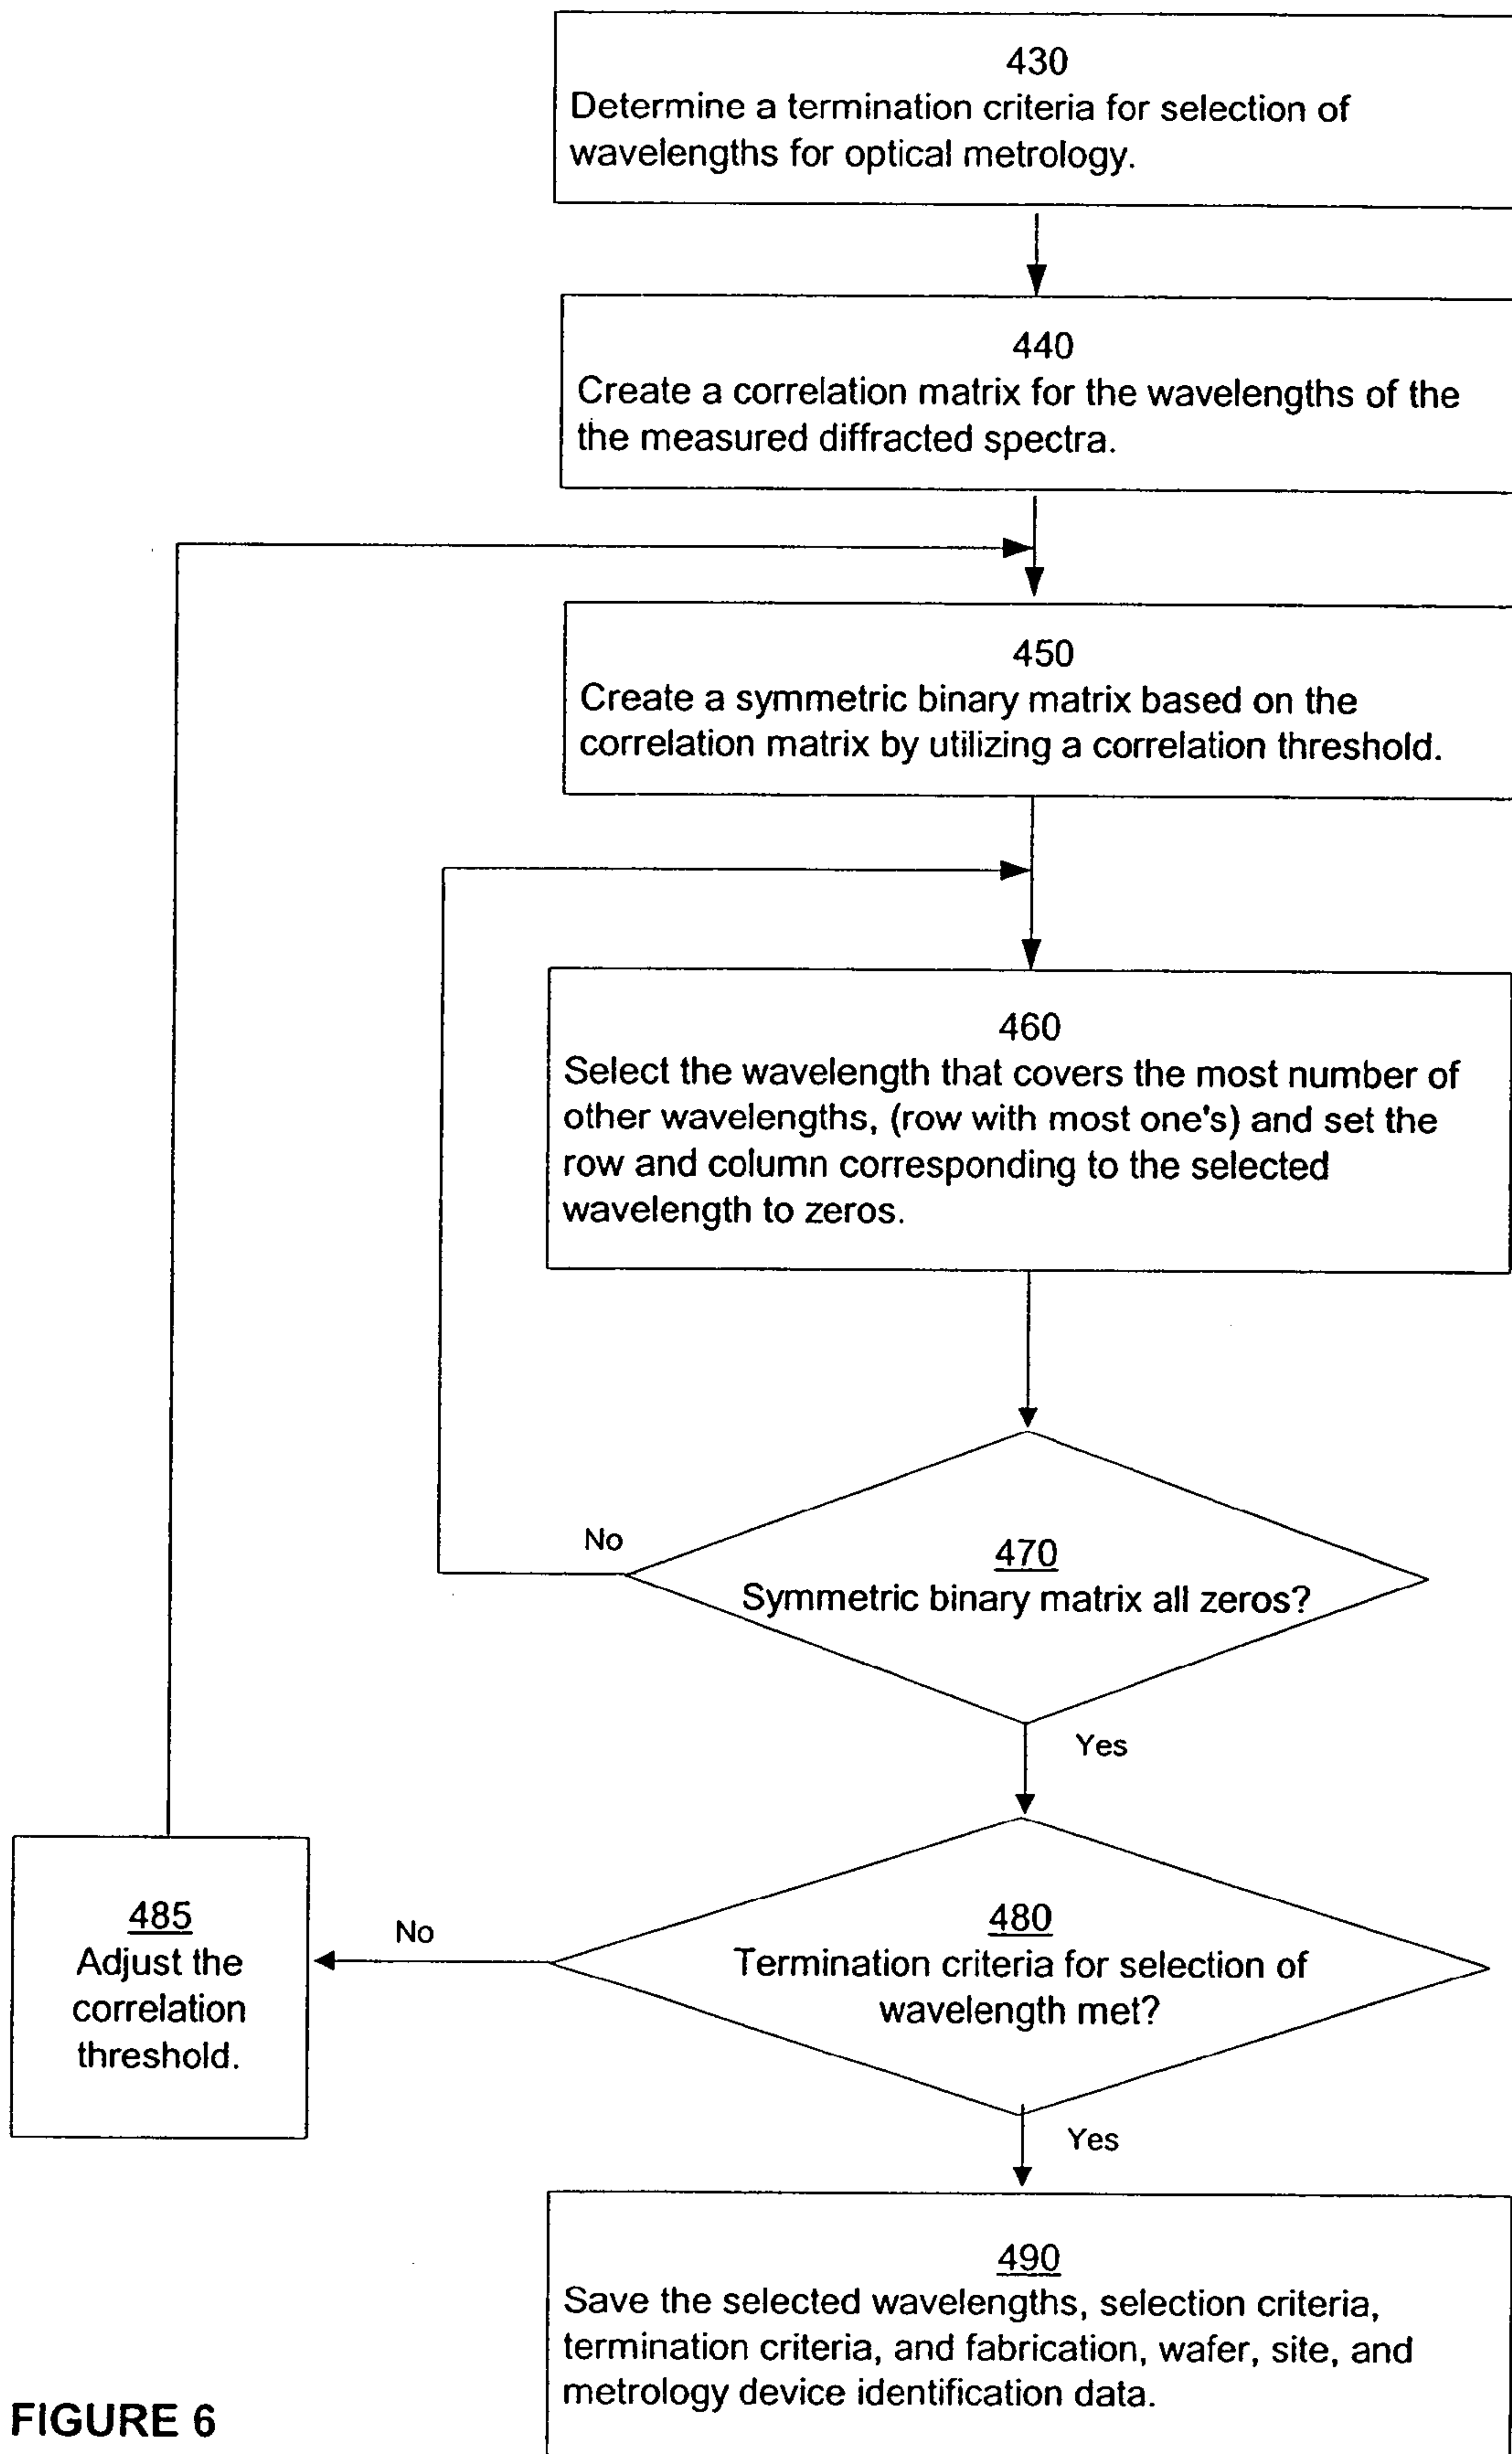 430
Determine a termination criteria for selection of
wavelengths for optical metrology.
440
Create a correlation matrix for the wavelengths of the
the measured diffracted spectra.
450
Create a symmetric binary matrix based on the
correlation matrix by utilizing a correlation threshold.
460
Select the wavelength that covers the most number of
other wavelengths, (row with most one's) and set the
row and column corresponding to the selected
wavelength to zeros.
No
470
Symmetric binary matrix all zeros?
Yes
485
Adjust the
correlation
threshold.
No
480
Termination criteria for selection of
wavelength met?
Yes
490
Save the selected wavelengths, selection criteria,
termination criteria, and fabrication, wafer, site, and
metrology device identification data.
FIGURE 6